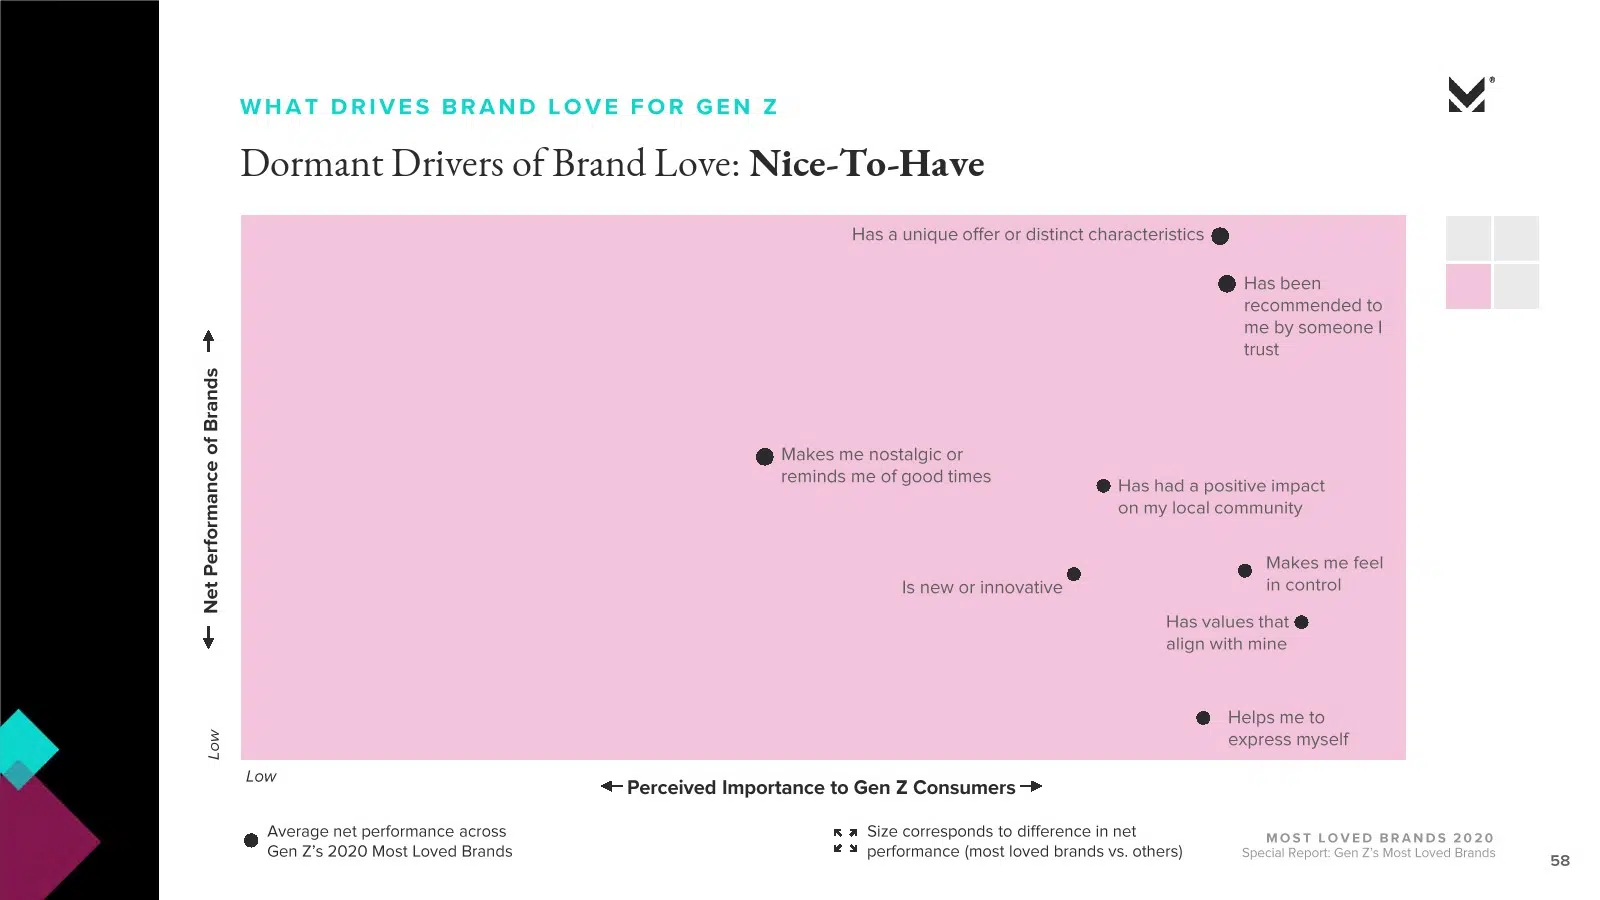 WHAT DRIVES BRAND LOVE FOR GEN Z
®
Dormant Drivers of Brand Love: Nice-To-Have
Has a unique offer or distinct characteristics
Has been
recommended to
me by someone I
trust
Makes me nostalgic or
reminds me of good times
Has had a positive impact
on my local community
Is new or innovative
Makes me feel
in control
Has values that
align with mine
Helps me to
express myself
Net Performance of Brands
Low
Low
Perceived Importance to Gen Z Consumers
Average net performance across
Gen Z's 2020 Most Loved Brands
Size corresponds to difference in net
performance (most loved brands vs. others)
MOST LOVED BRANDS 2020
Special Report: Gen Z's Most Loved Brands
58